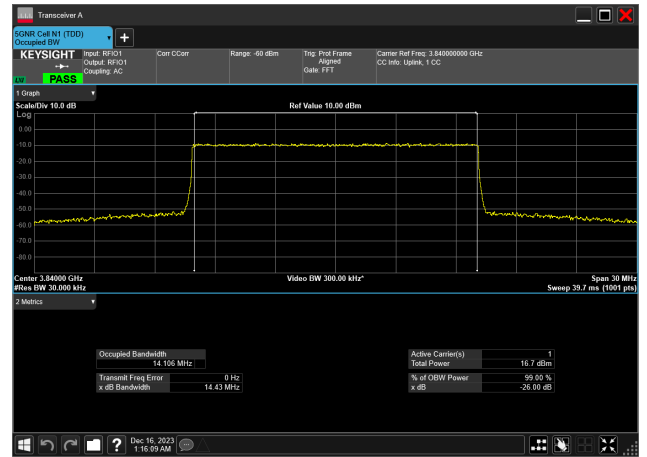 Transceiver A
5GNR Cell N1 (TDD)
Occupied BW
KEYSIGHT
Input: RFIO1
Output: RFIO1
Coupling: AC
Corr CCorr
Range: -60 dBm
Trig: Prot Frame
Aligned
Gate: FFT
Carrier Ref Freq: 3.840000000 GHz
CC Info: Uplink, 1 CC
LXI
PASS
1 Graph
Scale/Div 10.0 dB
Ref Value 10.00 dBm
Log
0.00
-10.0
-20.0
-30.0
-40.0
-50.0
-60.0
-70.0
-80.0
Center 3.84000 GHz
Video BW 300.00 kHz*
Span 30 MHz
#Res BW 30.000 kHz
Sweep 39.7 ms (1001 pts)
2 Metrics
Occupied Bandwidth
14.106 MHz
Transmit Freq Error 0 Hz
x dB Bandwidth 14.43 MHz
Active Carrier(s) 1
Total Power 16.7 dBm
% of OBW Power 99.00 %
x dB -26.00 dB
Dec 16, 2023
1:16:09 AM